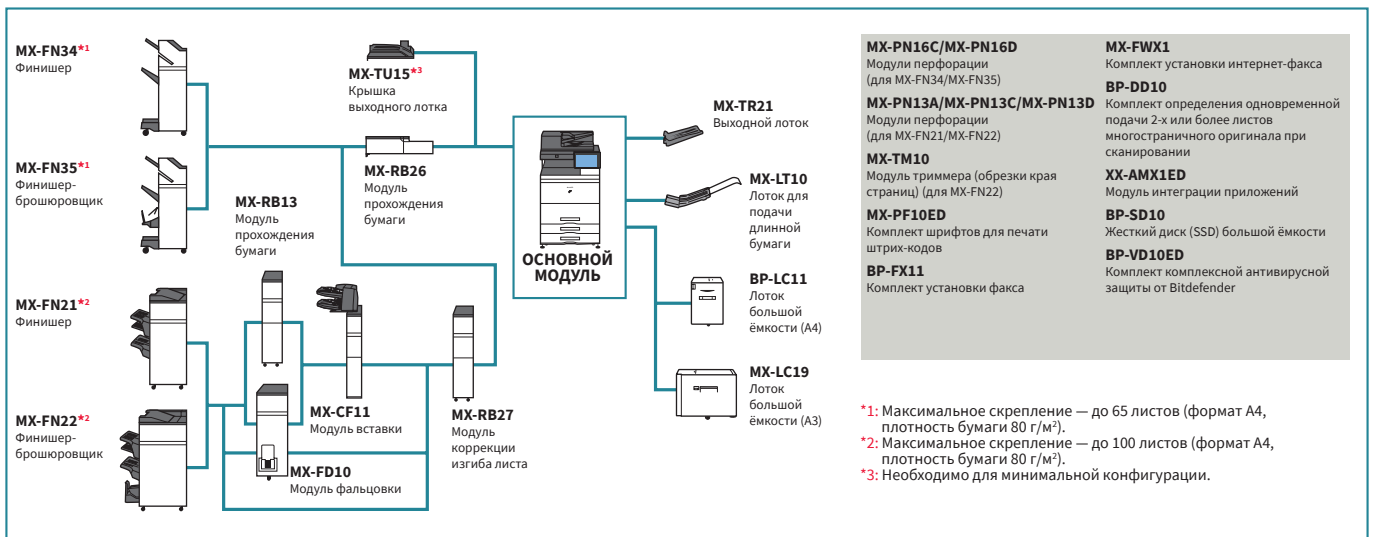 MX-FN34*1
Финишер
MX-FN35*1
Финишер-
брошюровщик
MX-FN21*2
Финишер
MX-FN22*2
Финишер-
брошюровщик
MX-RB13
Модуль
прохождения
бумаги
MX-TU15*3
Крышка
выходного лотка
MX-RB26
Модуль
прохождения
бумаги
MX-CF11
Модуль вставки
MX-FD10
Модуль фальцовки
MX-RB27
Модуль
коррекции
изгиба листа
ОСНОВНОЙ
МОДУЛЬ
MX-TR21
Выходной лоток
MX-LT10
Лоток для
подачи
длинной
бумаги
BP-LC11
Лоток
большой
ёмкости (A4)
MX-LC19
Лоток
большой
ёмкости (A3)
MX-PN16C/MX-PN16D
Модули перфорации
(для MX-FN34/MX-FN35)
MX-PN13A/MX-PN13C/MX-PN13D
Модули перфорации
(для MX-FN21/MX-FN22)
MX-TM10
Модуль триммера (обрезки края
страниц) (для MX-FN22)
MX-PF10ED
Комплект шрифтов для печати
штрих-кодов
BP-FX11
Комплект установки факса
MX-FWX1
Комплект установки интернет-факса
BP-DD10
Комплект определения одновременной
подачи 2-х или более листов
многостраничного оригинала при
сканировании
XX-AMX1ED
Модуль интеграции приложений
BP-SD10
Жесткий диск (SSD) большой ёмкости
BP-VD10ED
Комплект комплексной антивирусной
защиты от Bitdefender
*1: Максимальное скрепление — до 65 листов (формат А4,
плотность бумаги 80 г/м²).
*2: Максимальное скрепление — до 100 листов (формат А4,
плотность бумаги 80 г/м²).
*3: Необходимо для минимальной конфигурации.